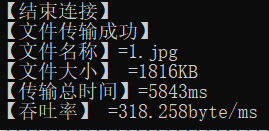 【结束连接】
【文件传输成功】
【文件名称】=1.jpg
【文件大小】 =1816KB
【传输总时间】=5843ms
【吞吐率】 =318.258byte/ms